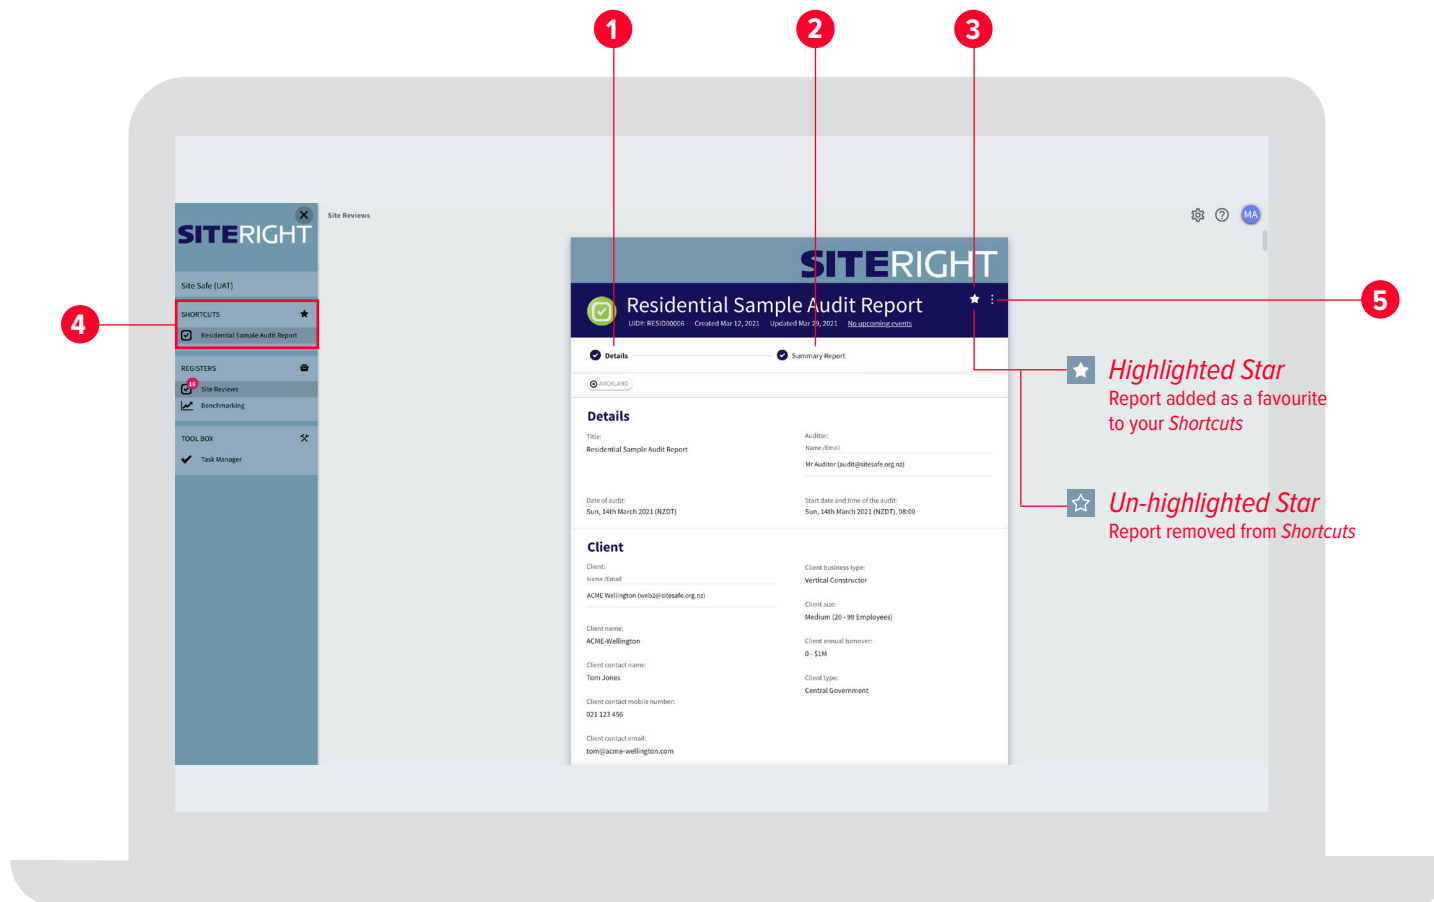 1
2
3
SITERIGHT
Site Reviews
MA
Site Safe (UAT)
SHORTCUTS
Residential Sample Audit Report
4
REGISTERS
16
Site Reviews
Benchmarking
TOOL BOX
Task Manager
SITERIGHT
Residential Sample Audit Report
UID#: RESID00006 Created Mar 12, 2021 Updated Mar 29, 2021 No upcoming events
5
Details
Summary Report
AUCKLAND
Details
Title:
Residential Sample Audit Report
Auditor:
Name /Email
Mr Auditor (audit@sitesafe.org.nz)
Date of audit:
Sun, 14th March 2021 (NZDT)
Start date and time of the audit:
Sun, 14th March 2021 (NZDT), 08:00
Client
Client:
Name /Email
ACME Wellington (web2@sitesafe.org.nz)
Client name:
ACME-Wellington
Client contact name:
Tom Jones
Client contact mobile number:
021 123 456
Client contact email:
tom@acme-wellington.com
Client business type:
Vertical Constructor
Client size:
Medium (20 - 99 Employees)
Client annual turnover:
0 - $1M
Client type:
Central Government
Highlighted Star
Report added as a favourite
to your Shortcuts
Un-highlighted Star
Report removed from Shortcuts